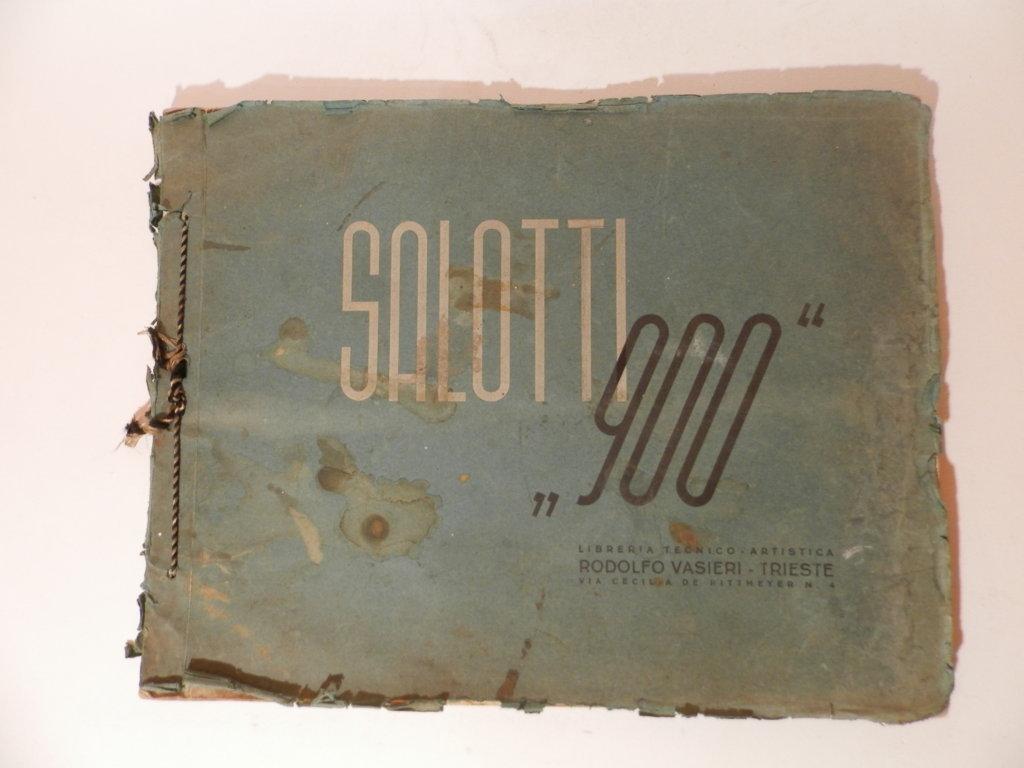 SALOTTI
„900“
LIBRERIA TECNICO-ARTISTICA
RODOLFO VASIERI - TRIESTE
VIA CECILIA DE RITTMEYER N. 4